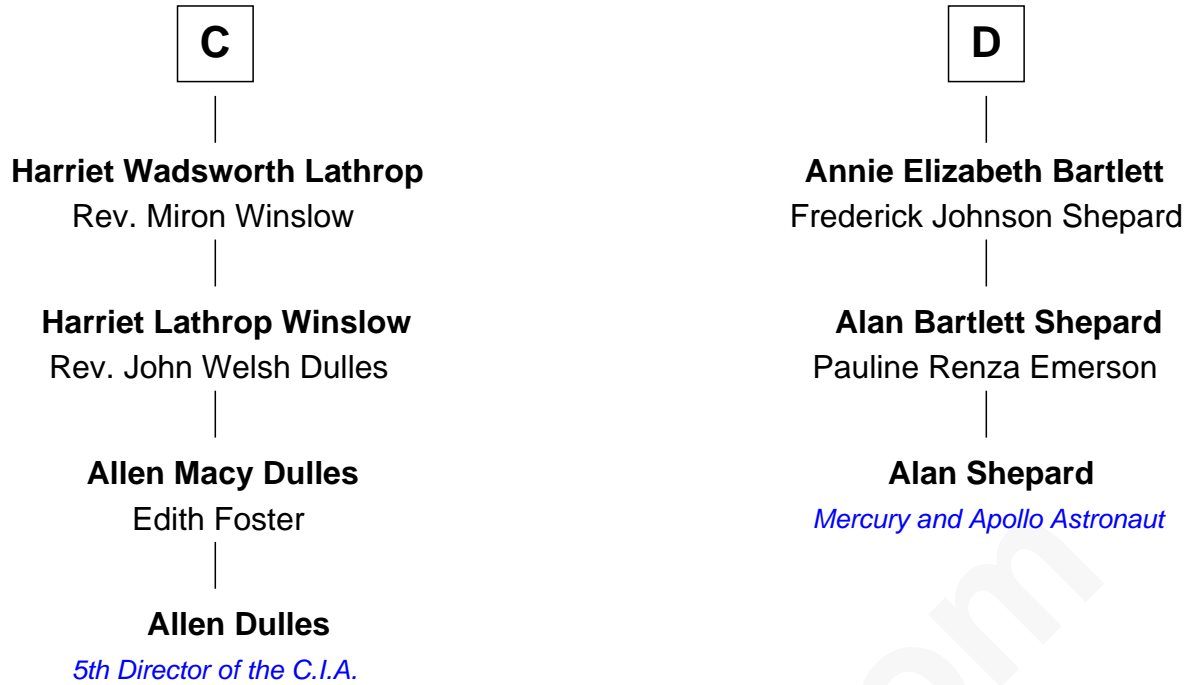 C
Harriet Wadsworth Lathrop
Rev. Miron Winslow
Harriet Lathrop Winslow
Rev. John Welsh Dulles
Allen Macy Dulles
Edith Foster
Allen Dulles
5th Director of the C.I.A.
D
Annie Elizabeth Bartlett
Frederick Johnson Shepard
Alan Bartlett Shepard
Pauline Renza Emerson
Alan Shepard
Mercury and Apollo Astronaut
om